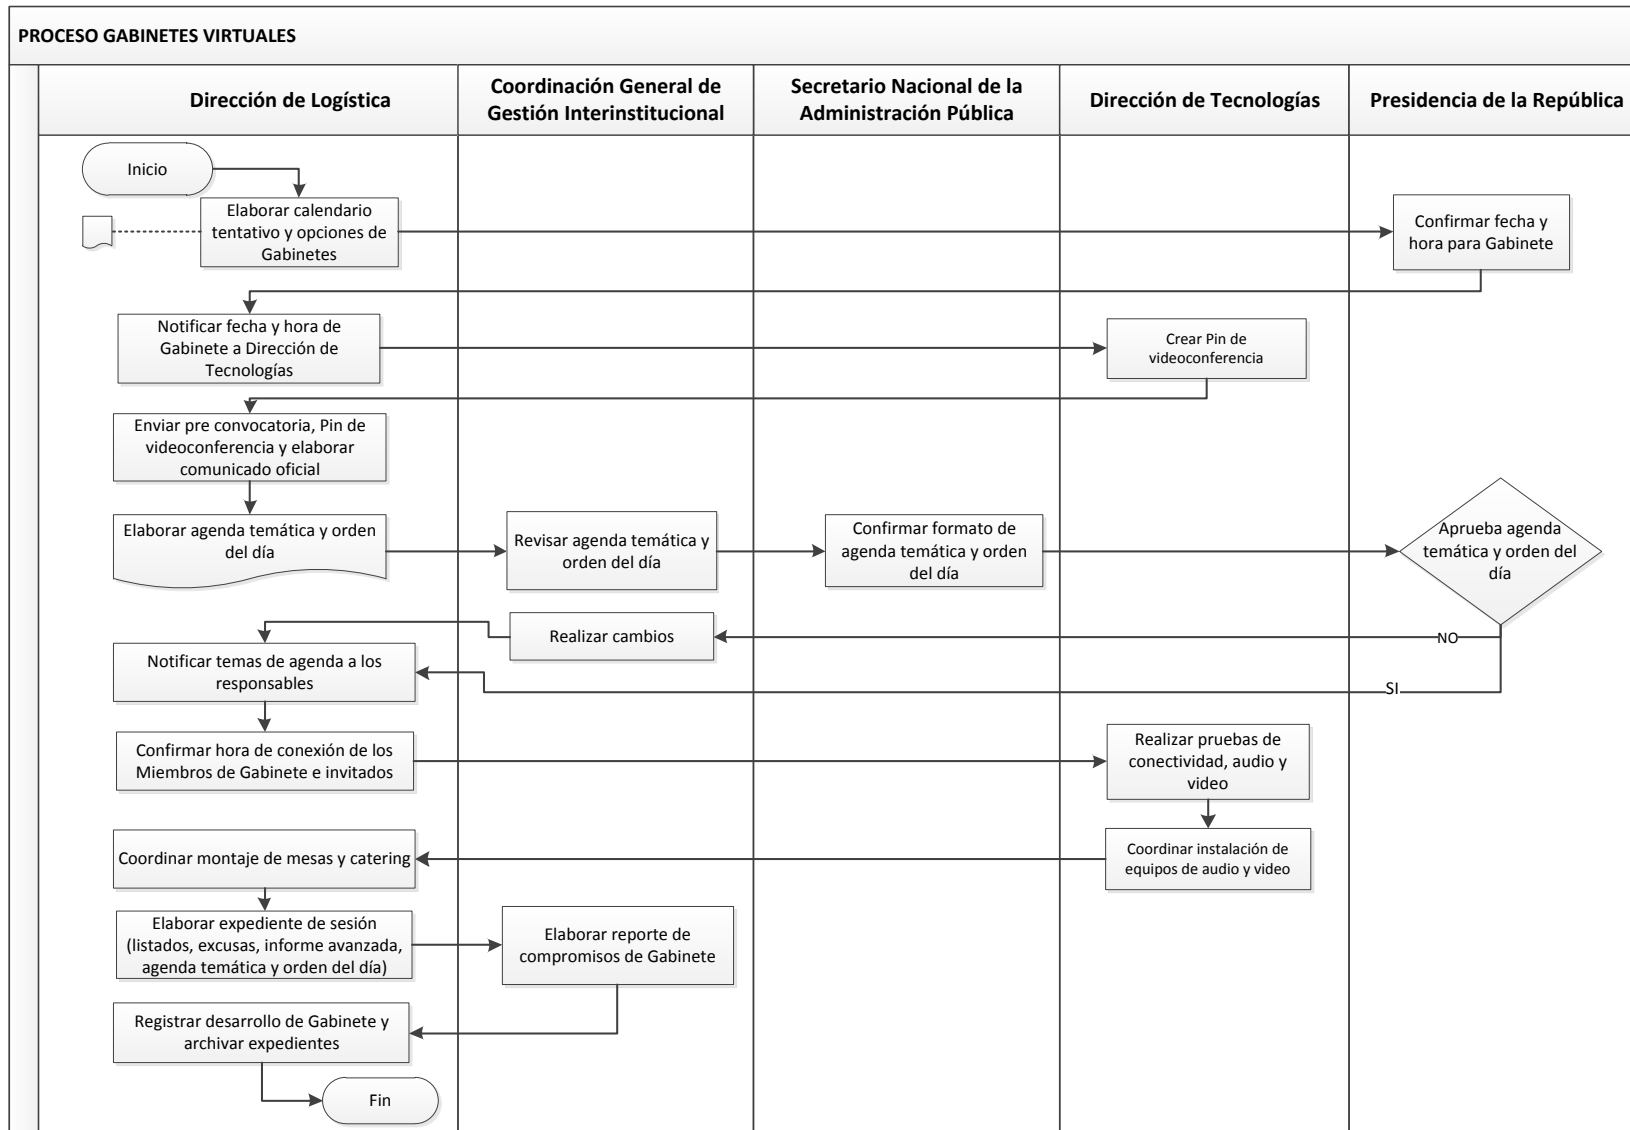 PROCESO GABINETES VIRTUALES
Dirección de Logística
Coordinación General de
Gestión Interinstitucional
Secretario Nacional de la
Administración Pública
Dirección de Tecnologías
Presidencia de la República
Inicio
Elaborar calendario
tentativo y opciones de
Gabinetes
Confirmar fecha y
hora para Gabinete
Notificar fecha y hora de
Gabinete a Dirección de
Tecnologías
Crear Pin de
videoconferencia
Enviar pre convocatoria, Pin de
videoconferencia y elaborar
comunicado oficial
Elaborar agenda temática y orden
del día
Revisar agenda temática y
orden del día
Confirmar formato de
agenda temática y orden
del día
Aprueba agenda
temática y orden del
día
NO
Realizar cambios
SI
Notificar temas de agenda a los
responsables
Confirmar hora de conexión de los
Miembros de Gabinete e invitados
Realizar pruebas de
conectividad, audio y
video
Coordinar instalación de
equipos de audio y video
Coordinar montaje de mesas y catering
Elaborar expediente de sesión
(listados, excusas, informe avanzada,
agenda temática y orden del día)
Elaborar reporte de
compromisos de Gabinete
Registrar desarrollo de Gabinete y
archivar expedientes
Fin